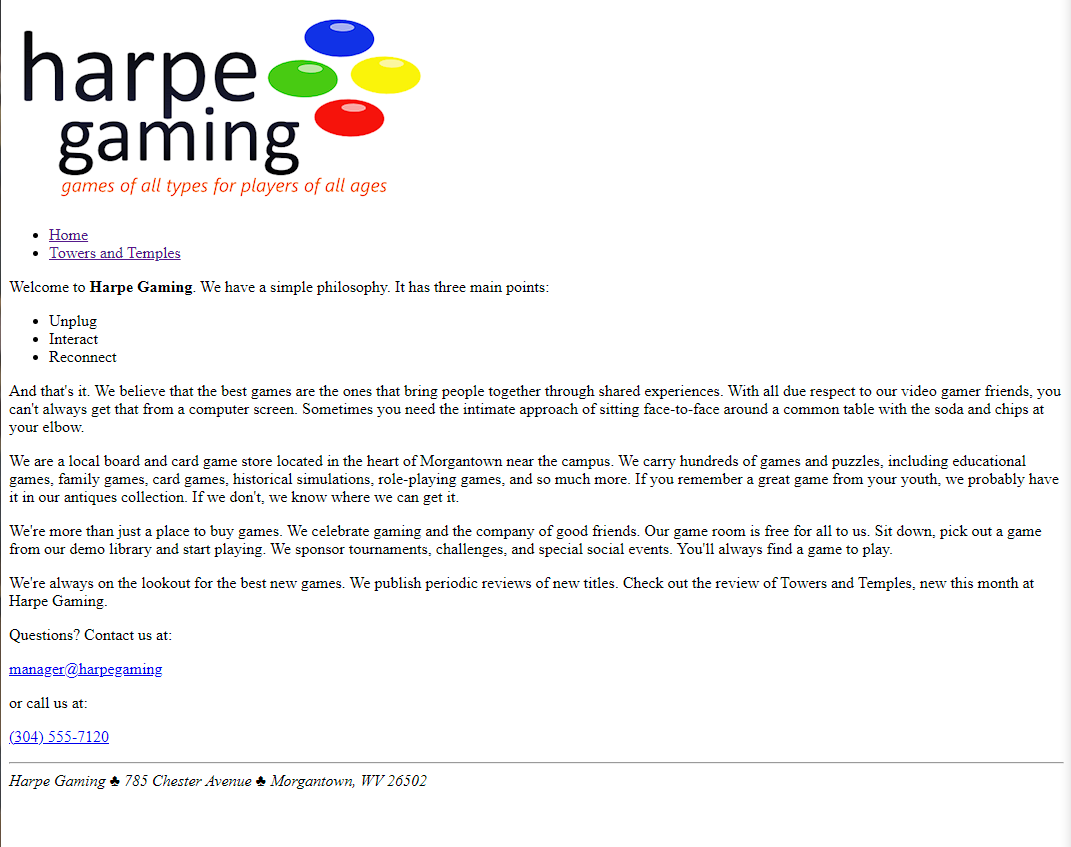 harpe
gaming
games of all types for players of all ages
Home
Towers and Temples
Welcome to Harpe Gaming. We have a simple philosophy. It has three main points:
Unplug
Interact
Reconnect
And that's it. We believe that the best games are the ones that bring people together through shared experiences. With all due respect to our video gamer friends, you
can't always get that from a computer screen. Sometimes you need the intimate approach of sitting face-to-face around a common table with the soda and chips at
your elbow.
We are a local board and card game store located in the heart of Morgantown near the campus. We carry hundreds of games and puzzles, including educational
games, family games, card games, historical simulations, role-playing games, and so much more. If you remember a great game from your youth, we probably have
it in our antiques collection. If we don't, we know where we can get it.
We're more than just a place to buy games. We celebrate gaming and the company of good friends. Our game room is free for all to us. Sit down, pick out a game
from our demo library and start playing. We sponsor tournaments, challenges, and special social events. You'll always find a game to play.
We're always on the lookout for the best new games. We publish periodic reviews of new titles. Check out the review of Towers and Temples, new this month at
Harpe Gaming.
Questions? Contact us at:
manager@harpegaming
or call us at:
(304) 555-7120
Harpe Gaming ♣ 785 Chester Avenue ♣ Morgantown, WV 26502